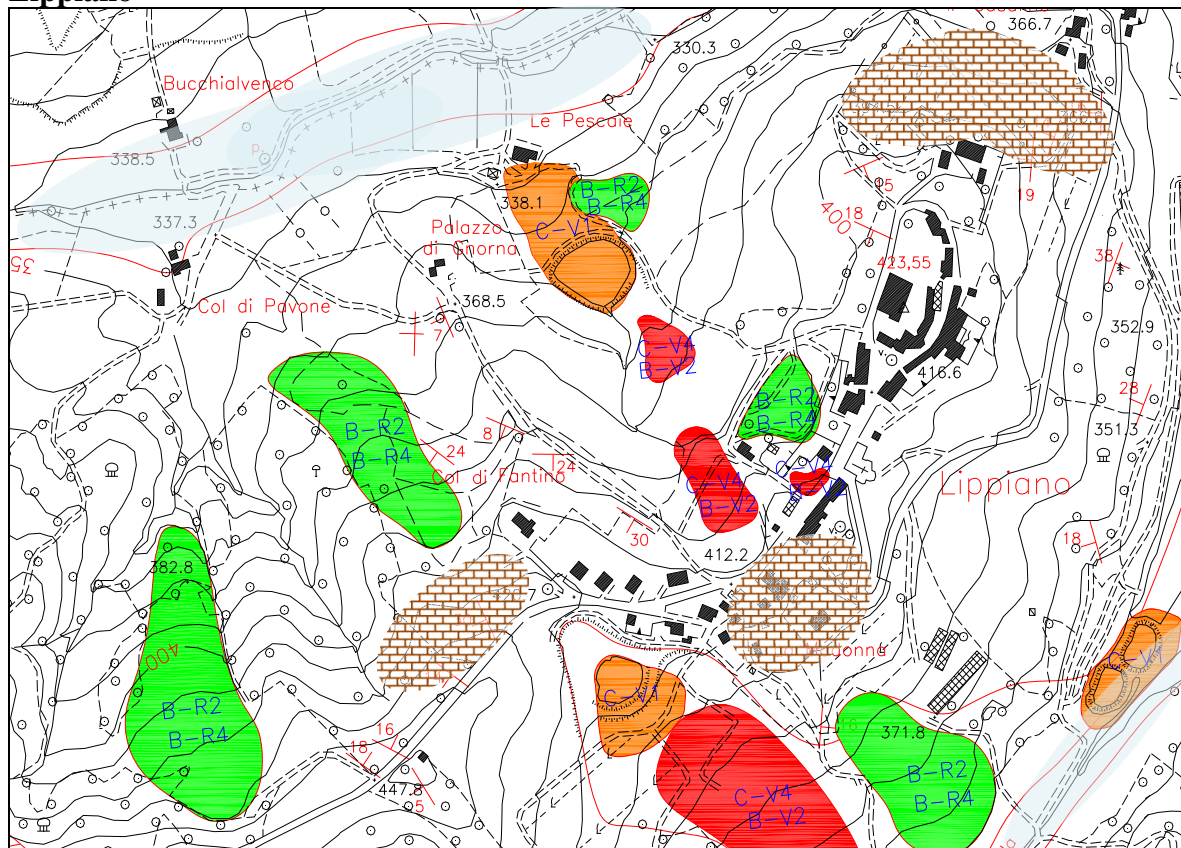 Lippiano
366.7
330.3
Bucchialvenco
Le Pescaie
338.5
p
15
19
B-R2
B-R4
338.1
18
400
337.3
C-V1
Palazzo
di Gnorna
423,55
38
35
Col di Pavone
368.5
7
352.9
C-V4
B-V2
416.6
28
B-R2
B-R4
351.3
B-R2
B-R4
8
24
24
Col di Fantino
C-V4
B-V2
C-V4
B-V2
Lippiano
30
18
412.2
382.8
400
B-R2
B-R4
16
18
371.8
B-R2
B-R4
447.8
5
C-V4
B-V2